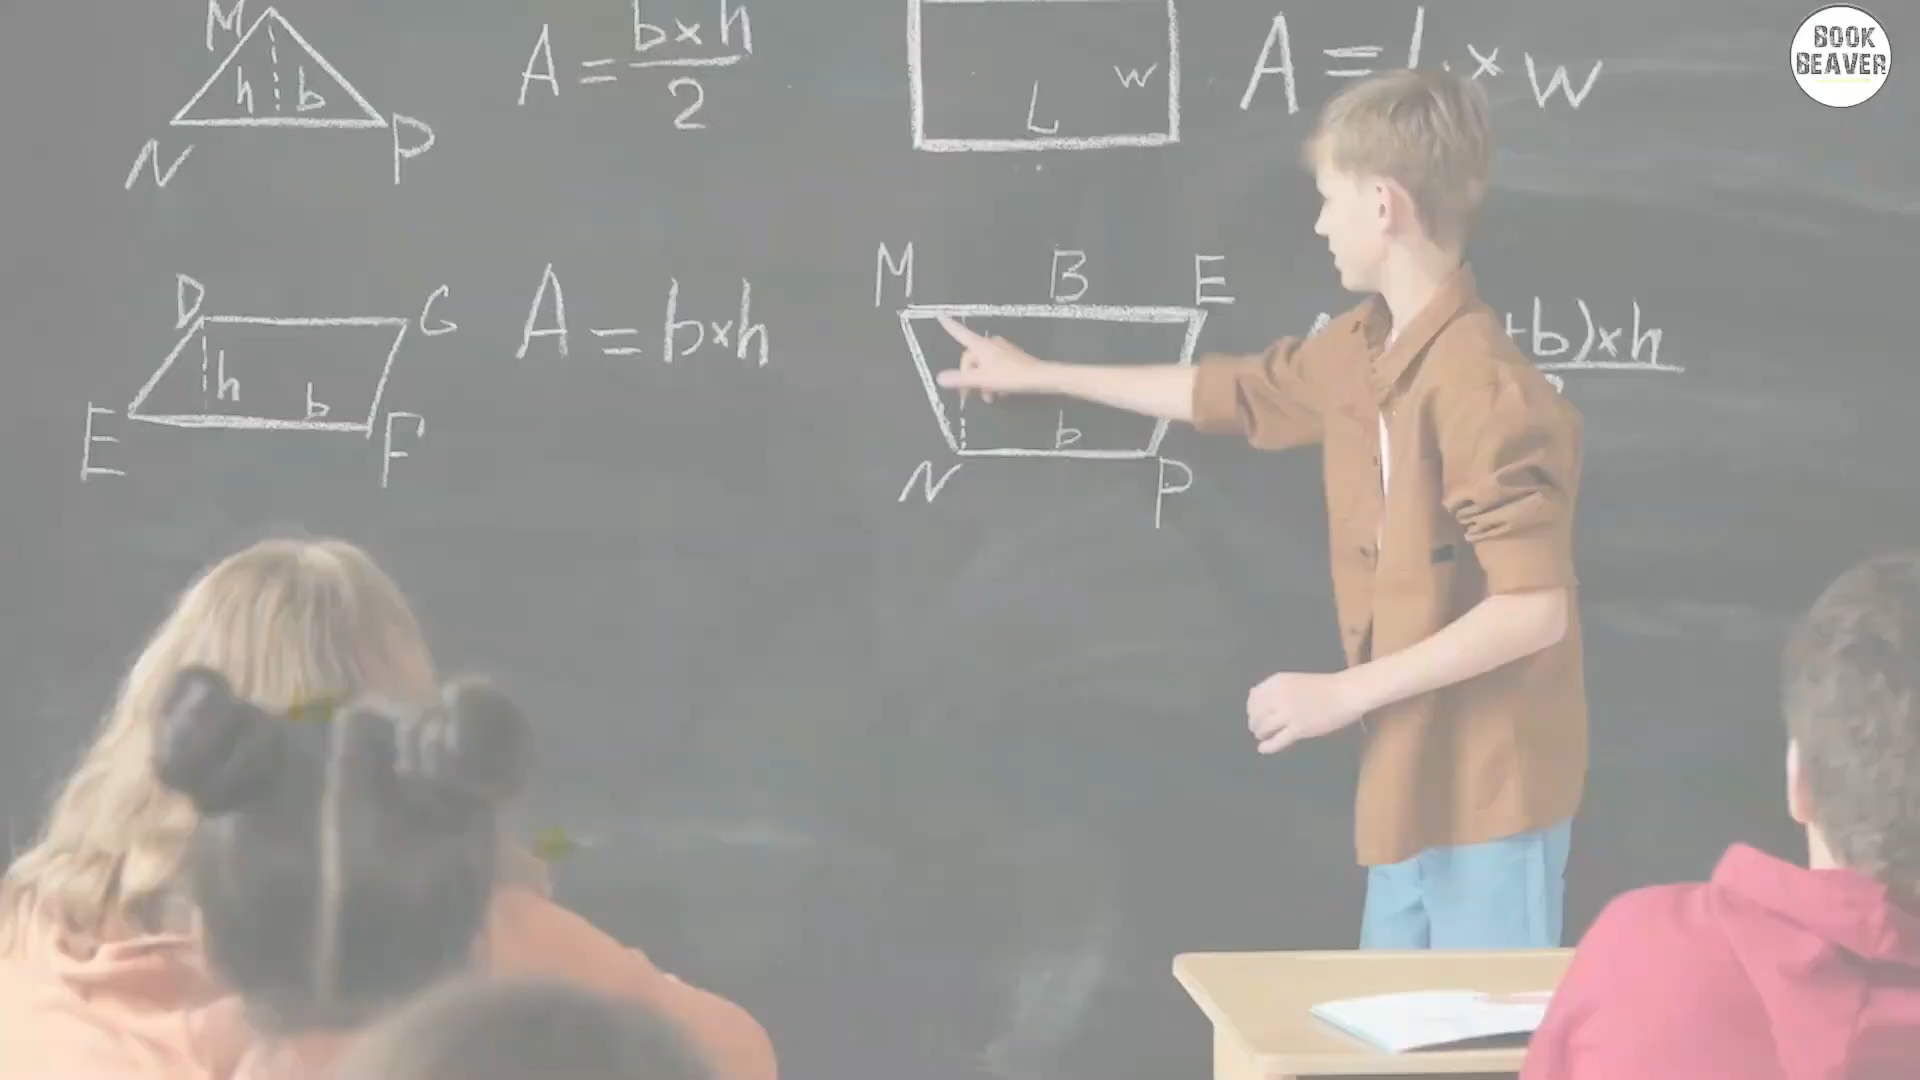 M
h b
N P
A = b×h / 2
W
L
A = L × W
BOOK
BEAVER
D G
h b
E F
A = b×h
M B E
b
N P
+b)×h